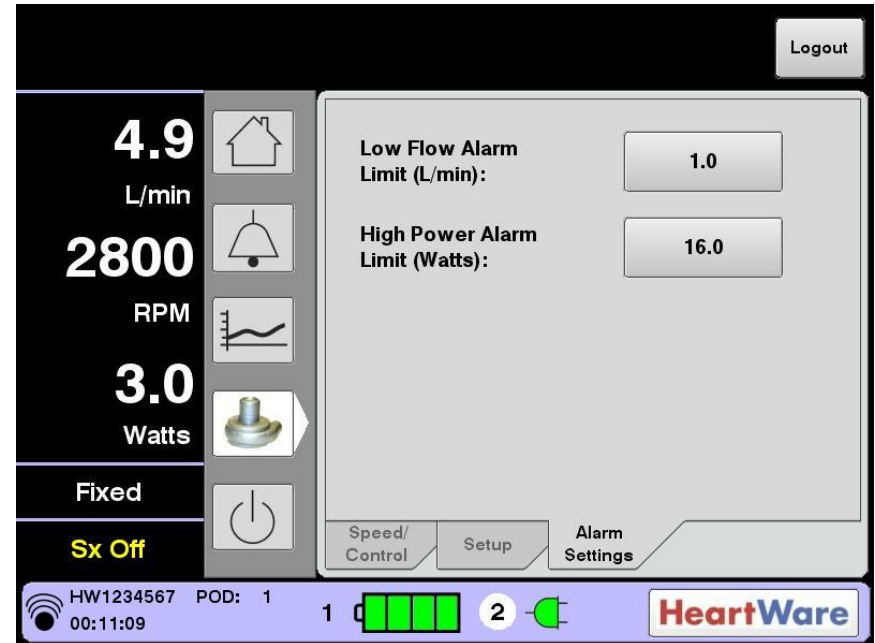 Logout
4.9
L/min
2800
RPM
3.0
Watts
Fixed
Sx Off
Low Flow Alarm
Limit (L/min):
1.0
High Power Alarm
Limit (Watts):
16.0
Speed/
Control
Setup
Alarm
Settings
HW1234567 POD: 1
00:11:09
1
2
HeartWare